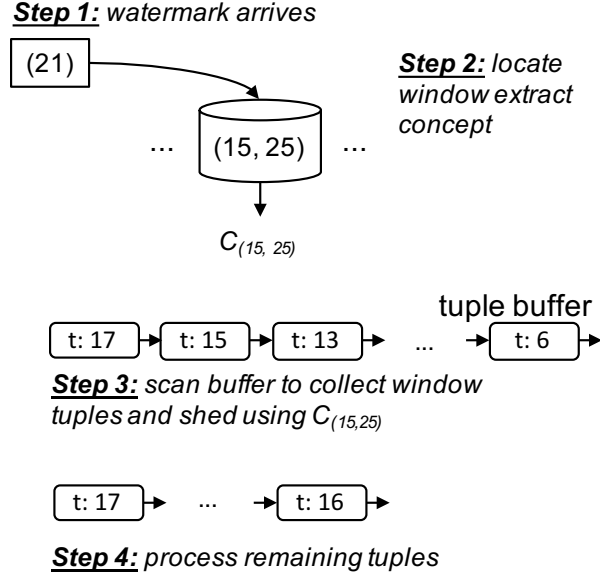 Step 1: watermark arrives
(21)
Step 2: locate
window extract
concept
... (15, 25) ...
C(15, 25)
tuple buffer
t: 17 t: 15 t: 13 ... t: 6
Step 3: scan buffer to collect window
tuples and shed using C(15,25)
t: 17 ... t: 16
Step 4: process remaining tuples